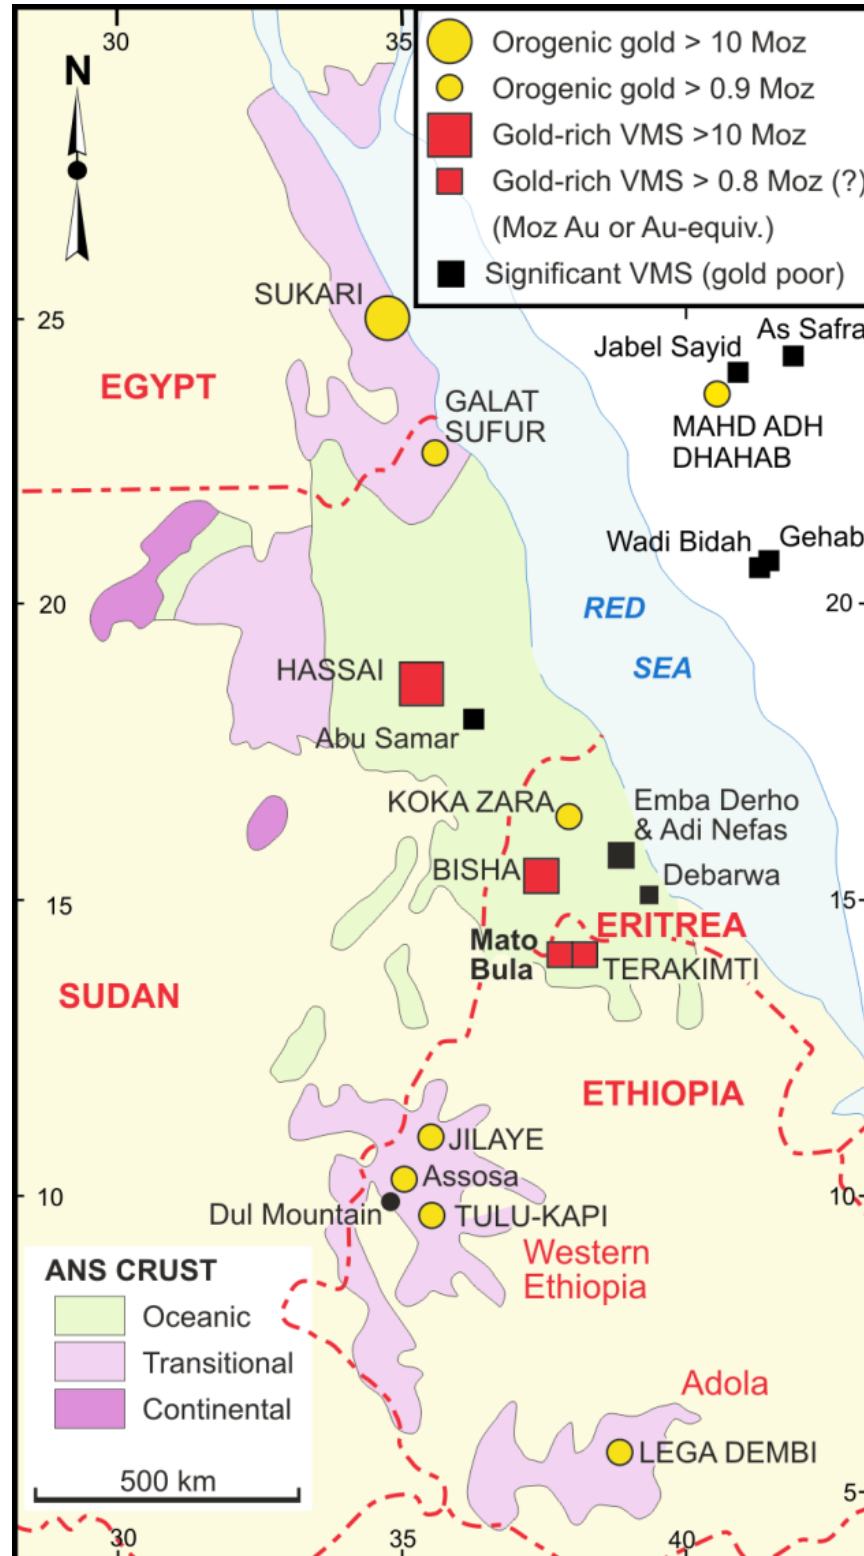 30
35
N
Orogenic gold > 10 Moz
Orogenic gold > 0.9 Moz
Gold-rich VMS >10 Moz
Gold-rich VMS > 0.8 Moz (?)
(Moz Au or Au-equiv.)
Significant VMS (gold poor)
SUKARI
25
As Safra
Jabel Sayid
EGYPT
GALAT
SUFUR
MAHD ADH
DHAHAB
Wadi Bidah
Gehab
20
RED
20
SEA
HASSAI
Abu Samar
KOKA ZARA
Emba Derho
& Adi Nefas
BISHA
Debarwa
15
15
ERITREA
Mato
Bula
TERAKIMTI
SUDAN
ETHIOPIA
JILAYE
Assosa
10
10
Dul Mountain
TULU-KAPI
Western
Ethiopia
ANS CRUST
Oceanic
Transitional
Continental
500 km
Adola
LEGA DEMBI
5
30
35
40